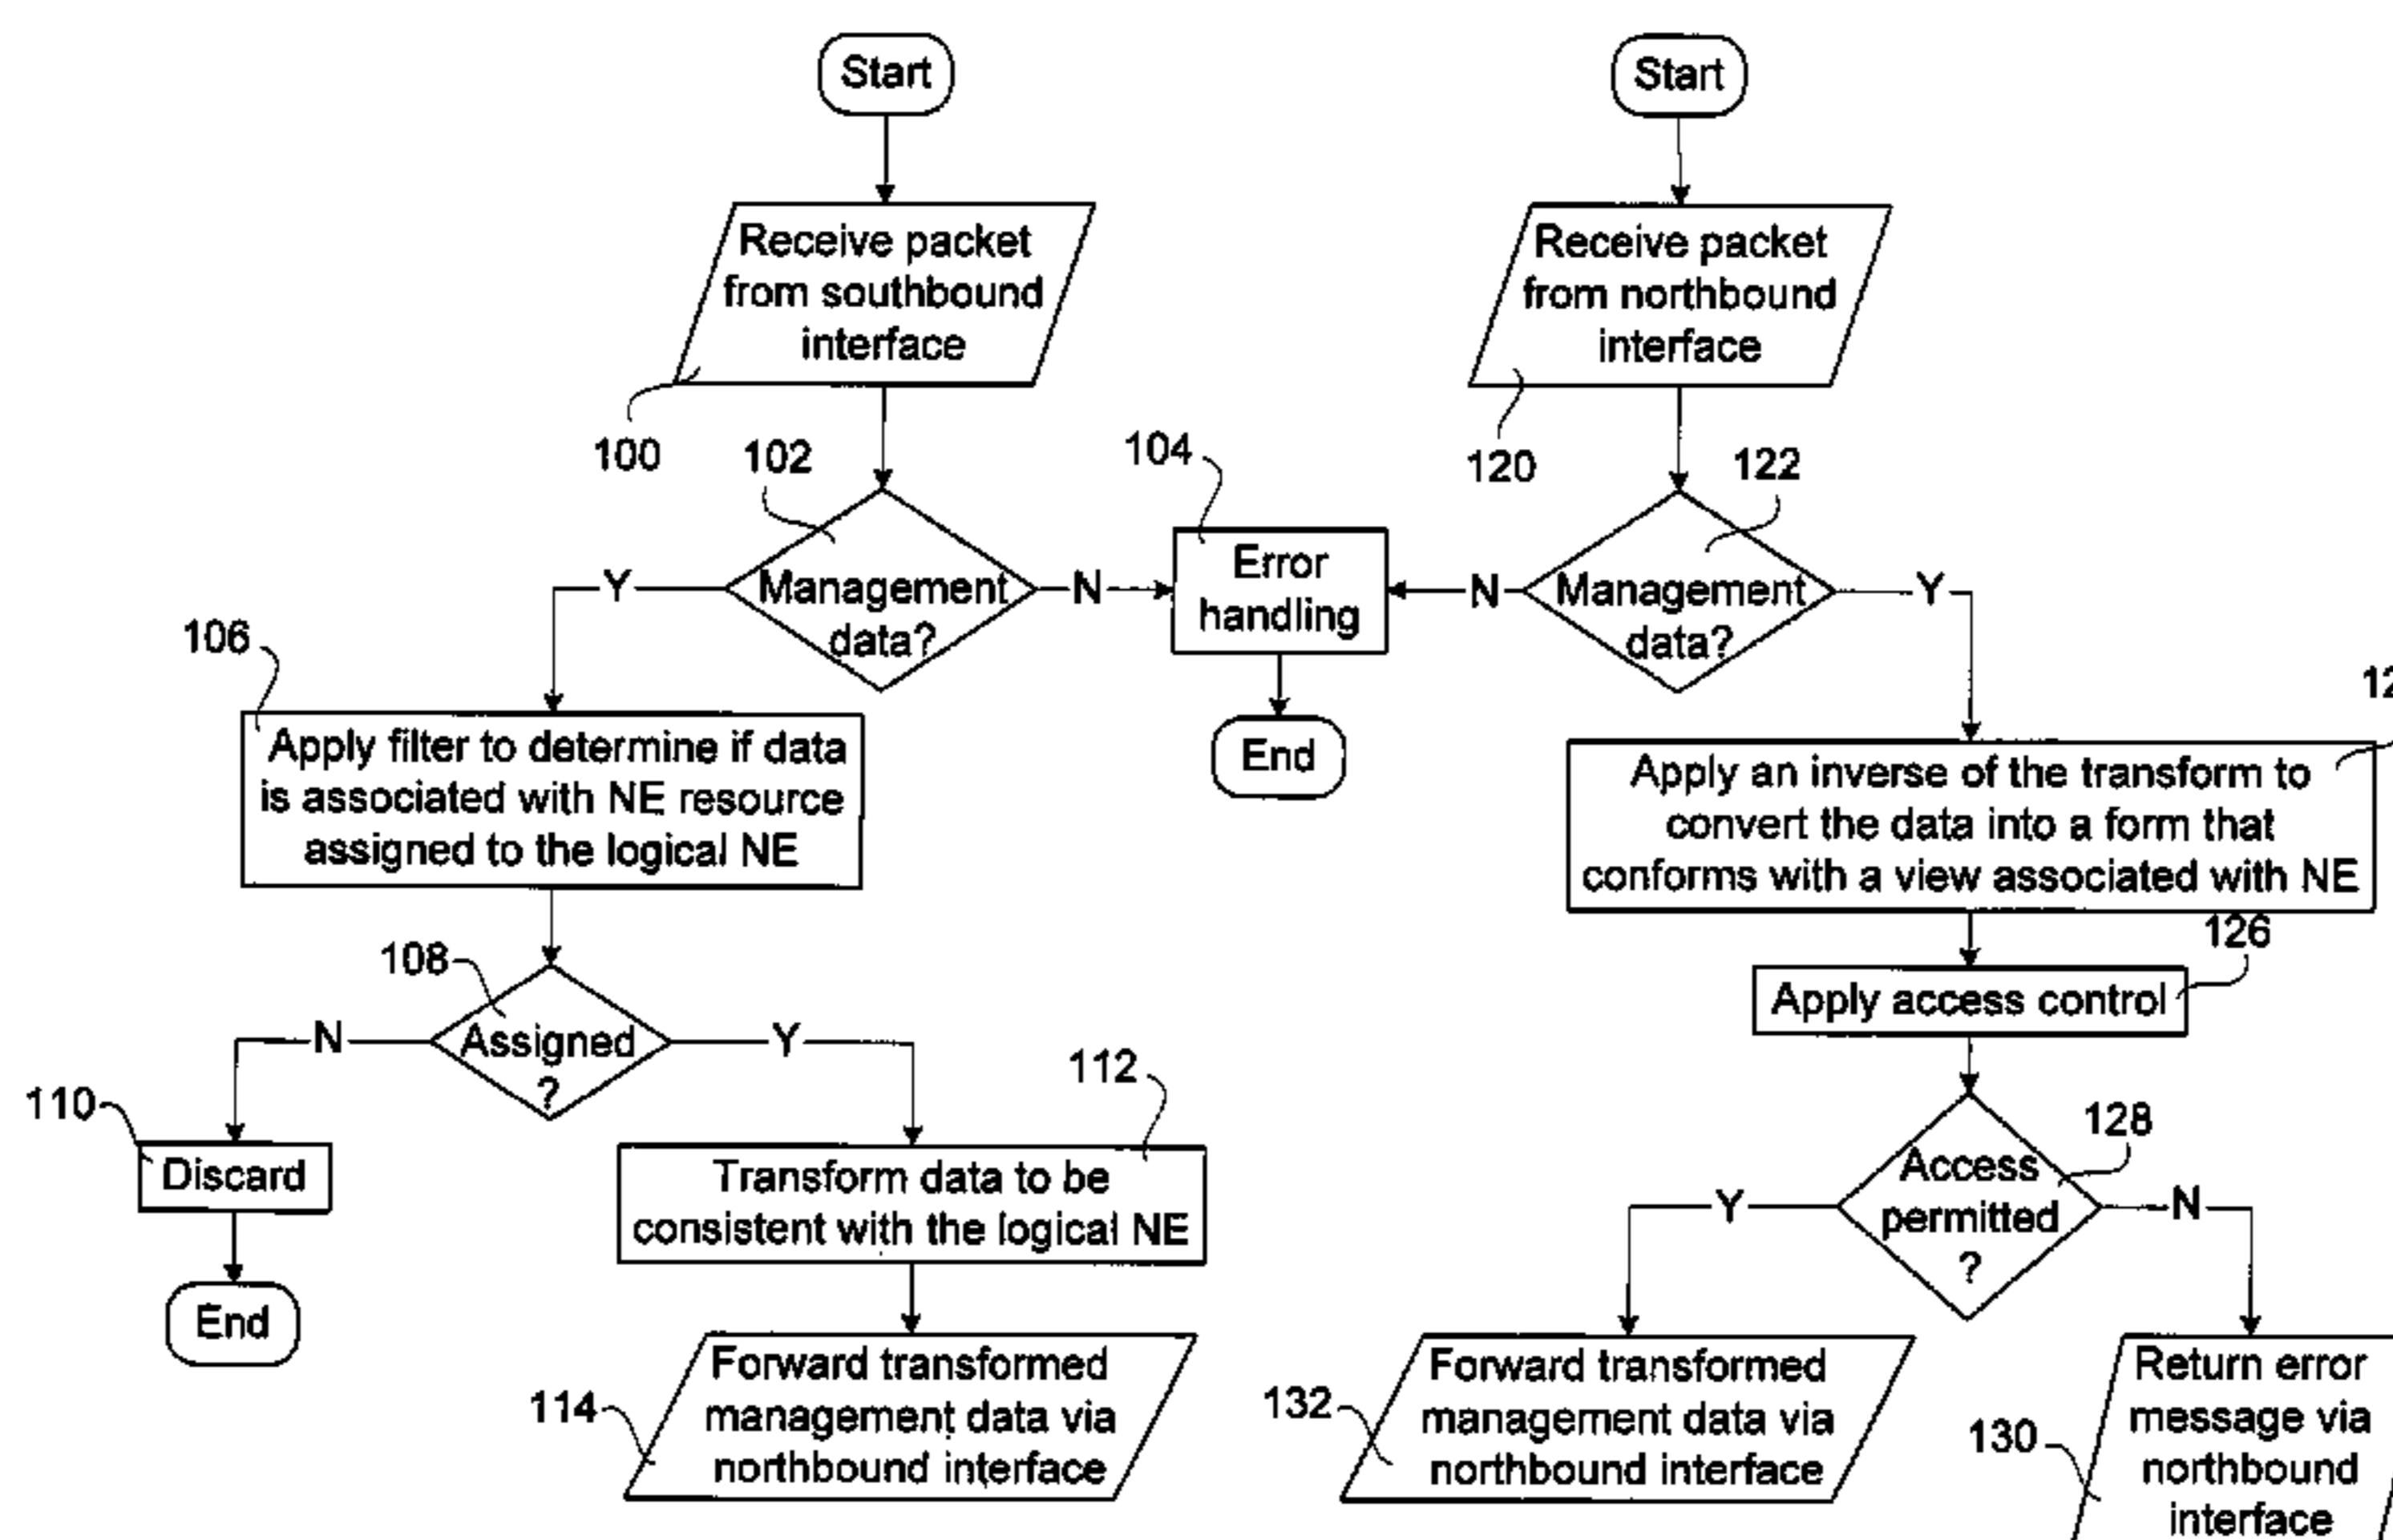 Start
Receive packet
from southbound
interface
100
102
Management
data?
Y
N
104
Error
handling
End
106
Apply filter to determine if data
is associated with NE resource
assigned to the logical NE
108
Assigned
?
N
Y
110
Discard
End
112
Transform data to be
consistent with the logical NE
114
Forward transformed
management data via
northbound interface
Start
Receive packet
from northbound
interface
120
122
Management
data?
N
Y
Apply an inverse of the transform to
convert the data into a form that
conforms with a view associated with NE
126
Apply access control
128
Access
permitted
?
Y
N
132
Forward transformed
management data via
northbound interface
130
Return error
message via
northbound
interface